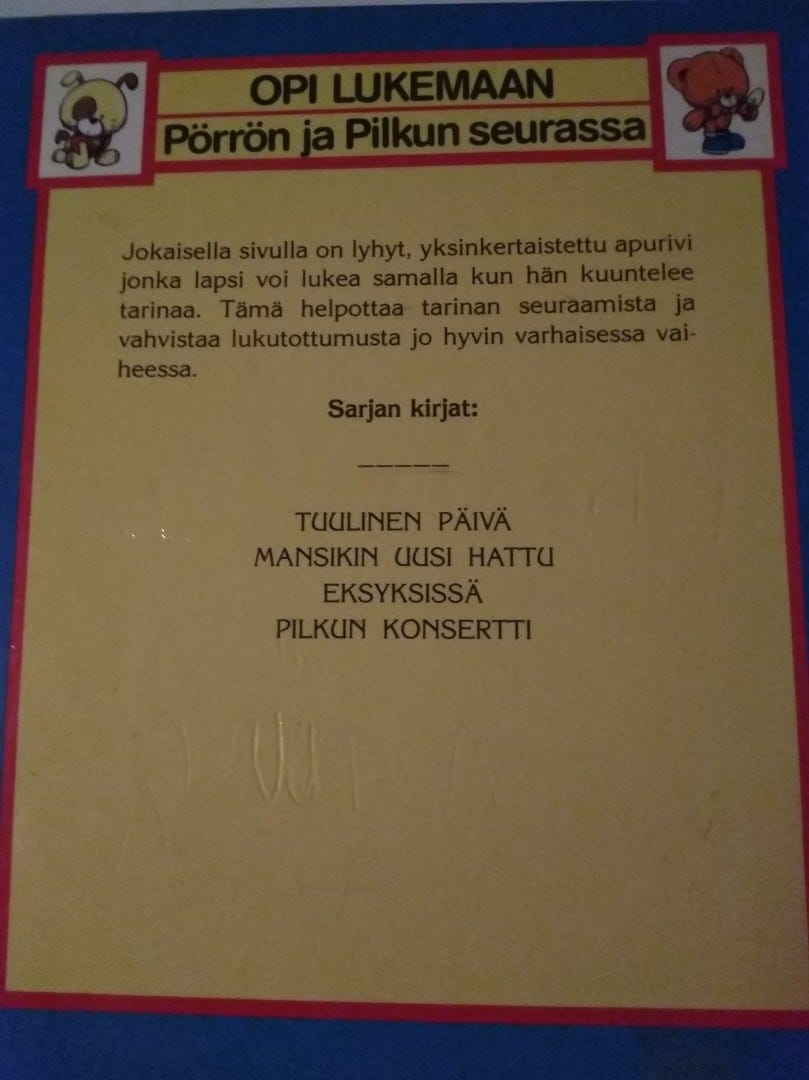 OPI LUKEMAAN
Pörrön ja Pilkun seurassa
Jokaisella sivulla on lyhyt, yksinkertaistettu apurivi
jonka lapsi voi lukea samalla kun hän kuuntelee
tarinaa. Tämä helpottaa tarinan seuraamista ja
vahvistaa lukutottumusta jo hyvin varhaisessa vai-
heessa.
Sarjan kirjat:
–––––
TUULINEN PÄIVÄ
MANSIKIN UUSI HATTU
EKSYKSISSÄ
PILKUN KONSERTTI